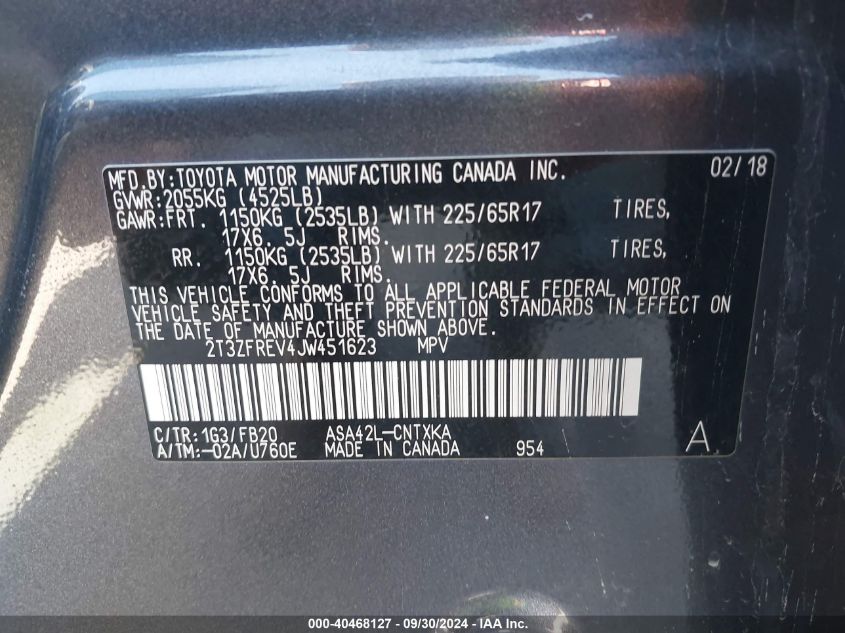 MFD.BY:TOYOTA MOTOR MANUFACTURING CANADA INC. 02/18
GVWR:2055KG (4525LB)
GAWR:FRT. 1150KG (2535LB) WITH 225/65R17 TIRES,
17X6. 5J RIMS.
RR. 1150KG (2535LB) WITH 225/65R17 TIRES,
17X6. 5J RIMS.
THIS VEHICLE CONFORMS TO ALL APPLICABLE FEDERAL MOTOR
VEHICLE SAFETY AND THEFT PREVENTION STANDARDS IN EFFECT ON
THE DATE OF MANUFACTURE SHOWN ABOVE.
2T3ZFREV4JW451623 MPV
C/TR:1G3/FB20 ASA42L-CNTXKA A
A/TM:-02A/U760E MADE IN CANADA 954
000-40468127 - 09/30/2024 - IAA Inc.